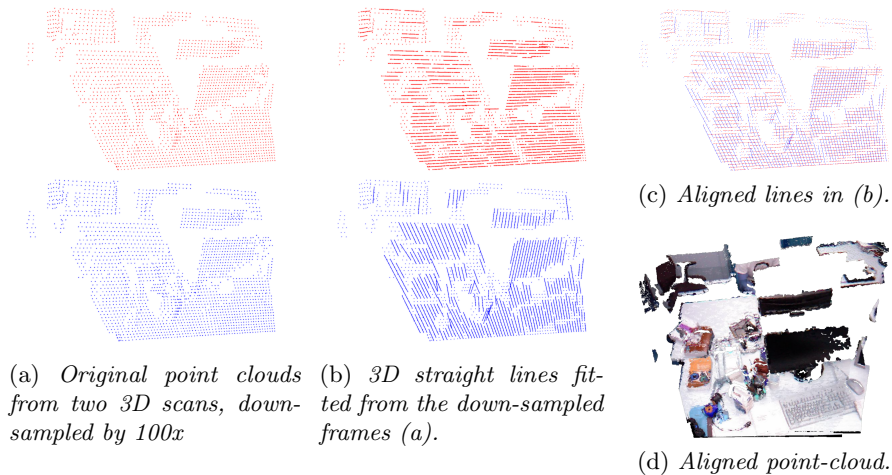 (a) Original point clouds
from two 3D scans, down-
sampled by 100x
(b) 3D straight lines fit-
ted from the down-sampled
frames (a).
(c) Aligned lines in (b).
(d) Aligned point-cloud.